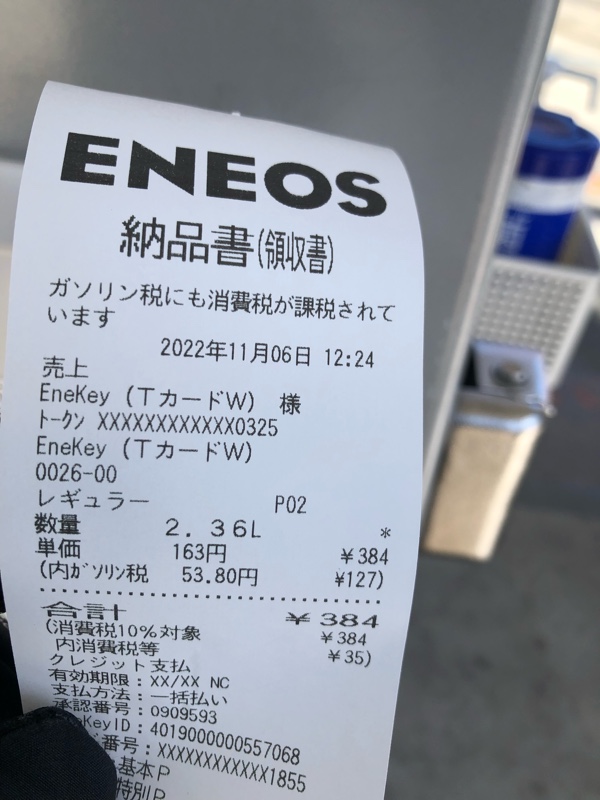 ENEOS
納品書(領収書)
ガソリン税にも消費税が課税されて
います
2022年11月06日 12:24
売上
EneKey (TカードW) 様
トークン XXXXXXXXXXXX0325
EneKey (TカードW)
0026-00
レギュラー P02
数量 2.36L *
単価 163円 ¥384
(内ガソリン税 53.80円 ¥127)
合計 ¥384
(消費税10%対象 ¥384
内消費税等 ¥35)
クレジット支払
有効期限:XX/XX NC
支払方法:一括払い
承認番号:0909593
KeyID:4019000000557068
番号:XXXXXXXXXXXX1855
基本P
特別P